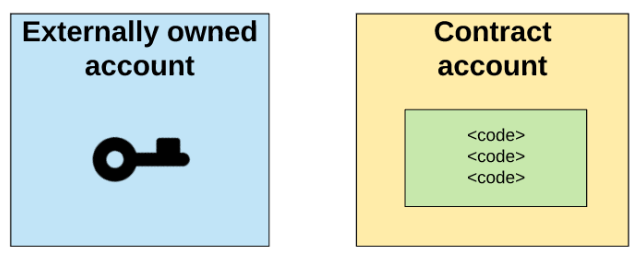 Externally owned
account
Contract
account
<code>
<code>
<code>